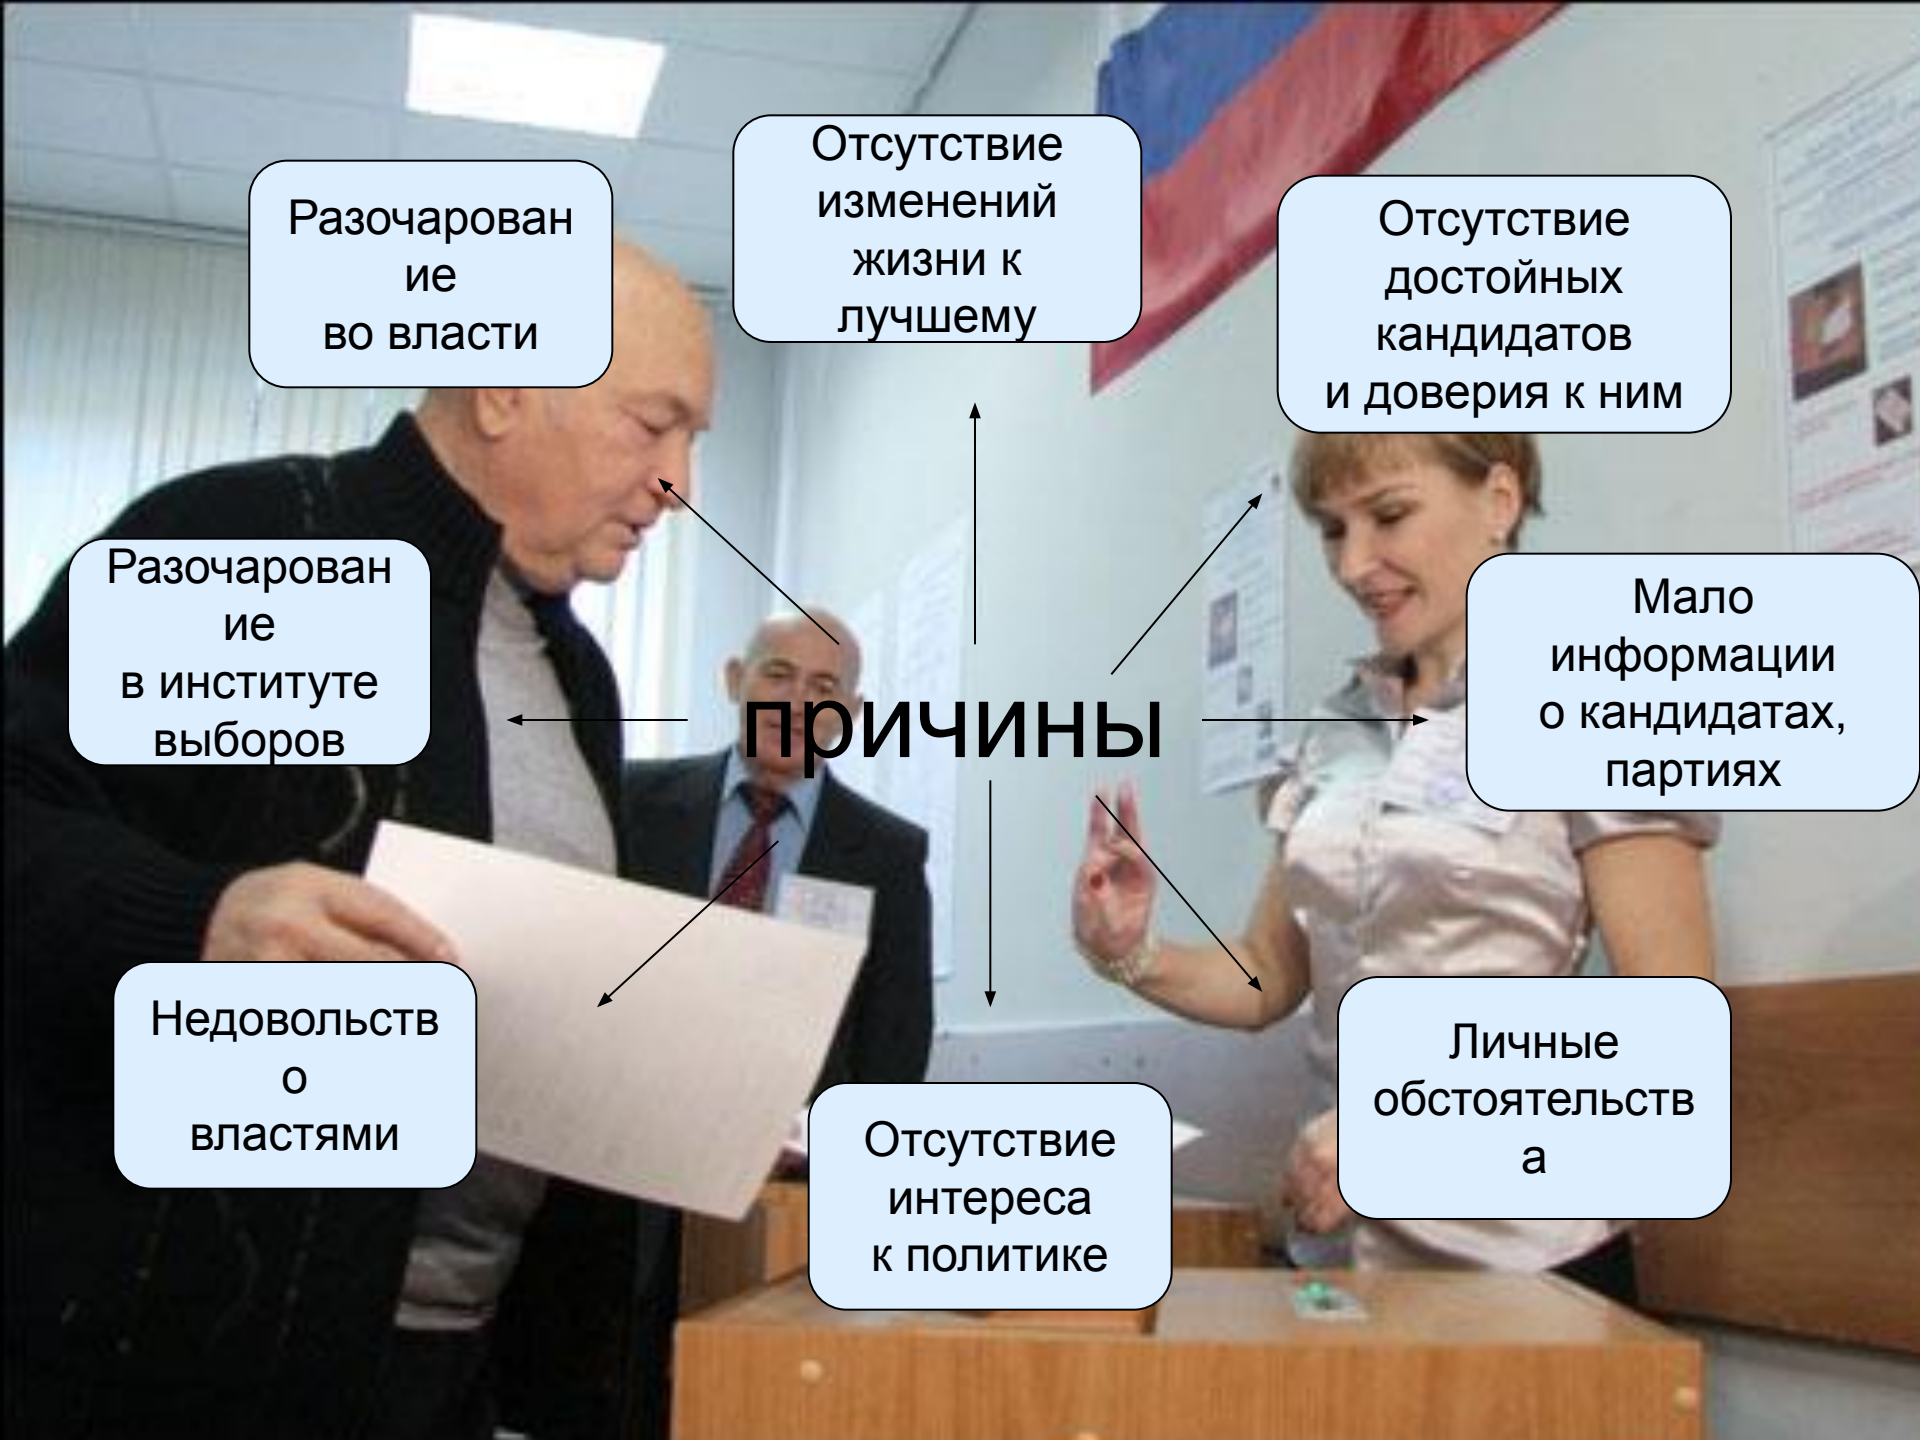 Отсутствие
изменений
жизни к
лучшему
Разочарован
ие
во власти
Отсутствие
достойных
кандидатов
и доверия к ним
Разочарован
ие
в институте
выборов
причины
Мало
информации
о кандидатах,
партиях
Недовольств
о
властями
Отсутствие
интереса
к политике
Личные
обстоятельств
а